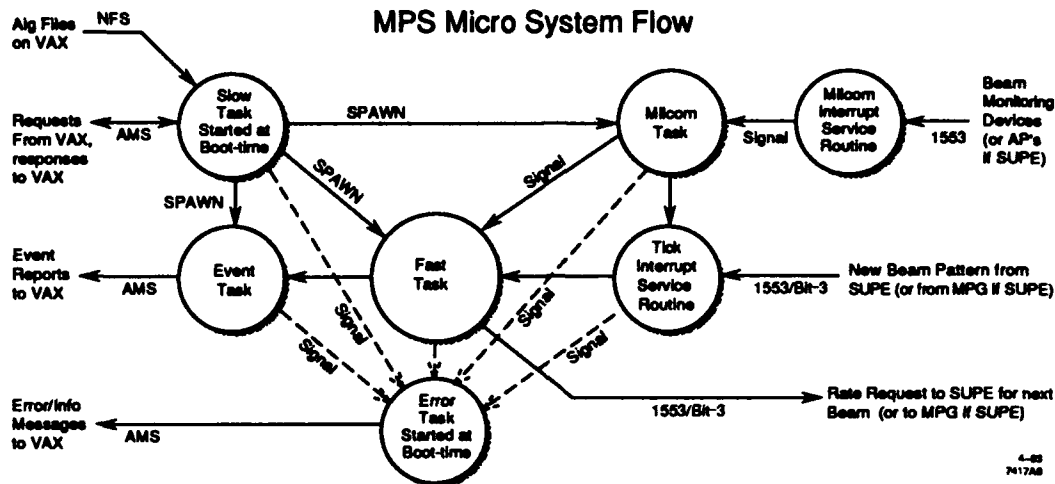 MPS Micro System Flow
Alg Files
on VAX
NFS
Slow
Task
Started at
Boot-time
SPAWN
Milcom
Task
Signal
Milcom
Interrupt
Service
Routine
1553
Beam
Monitoring
Devices
(or AP's
if SUPE)
Requests
From VAX,
responses
to VAX
AMS
SPAWN
SPAWN
Signal
Event
Reports
to VAX
AMS
Event
Task
Fast
Task
Tick
Interrupt
Service
Routine
1553/Bit-3
New Beam Pattern from
SUPE (or from MPG if SUPE)
Signal
Signal
Signal
Signal
Error/Info
Messages
to VAX
AMS
Error
Task
Started at
Boot-time
1553/Bit-3
Rate Request to SUPE for next
Beam (or to MPG if SUPE)